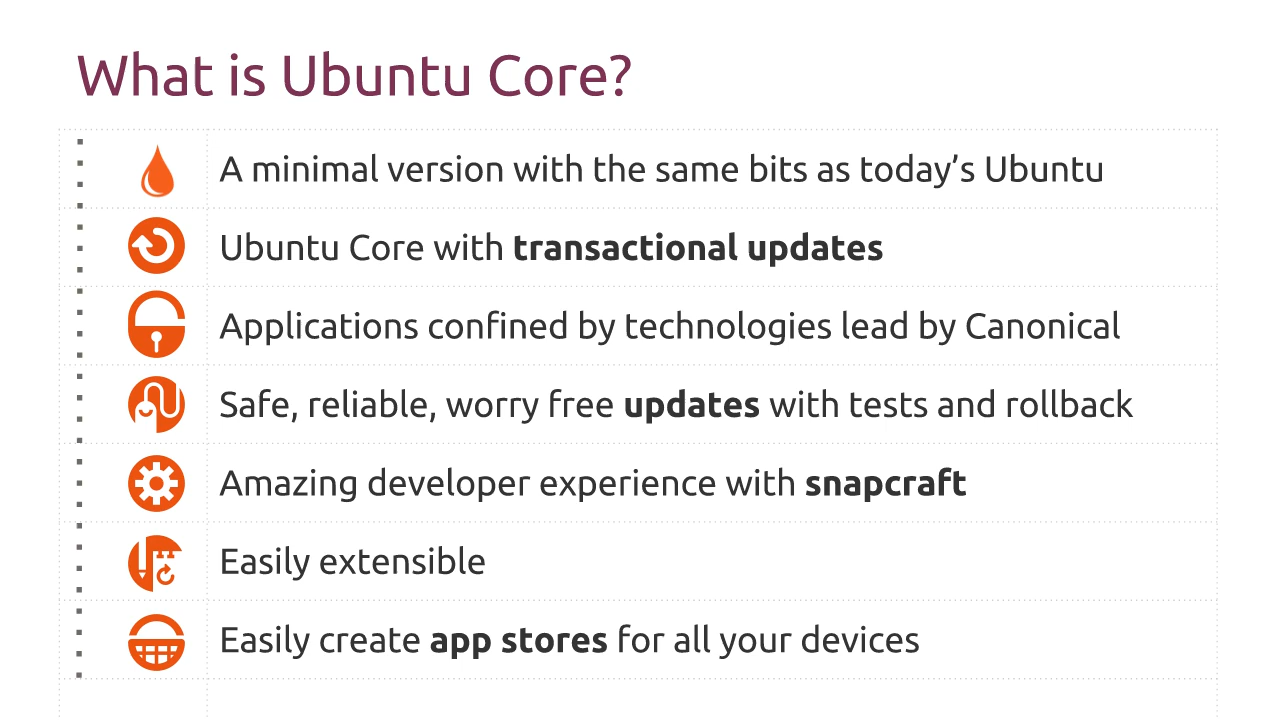 What is Ubuntu Core?
A minimal version with the same bits as today’s Ubuntu
Ubuntu Core with transactional updates
Applications confined by technologies lead by Canonical
Safe, reliable, worry free updates with tests and rollback
Amazing developer experience with snapcraft
Easily extensible
Easily create app stores for all your devices